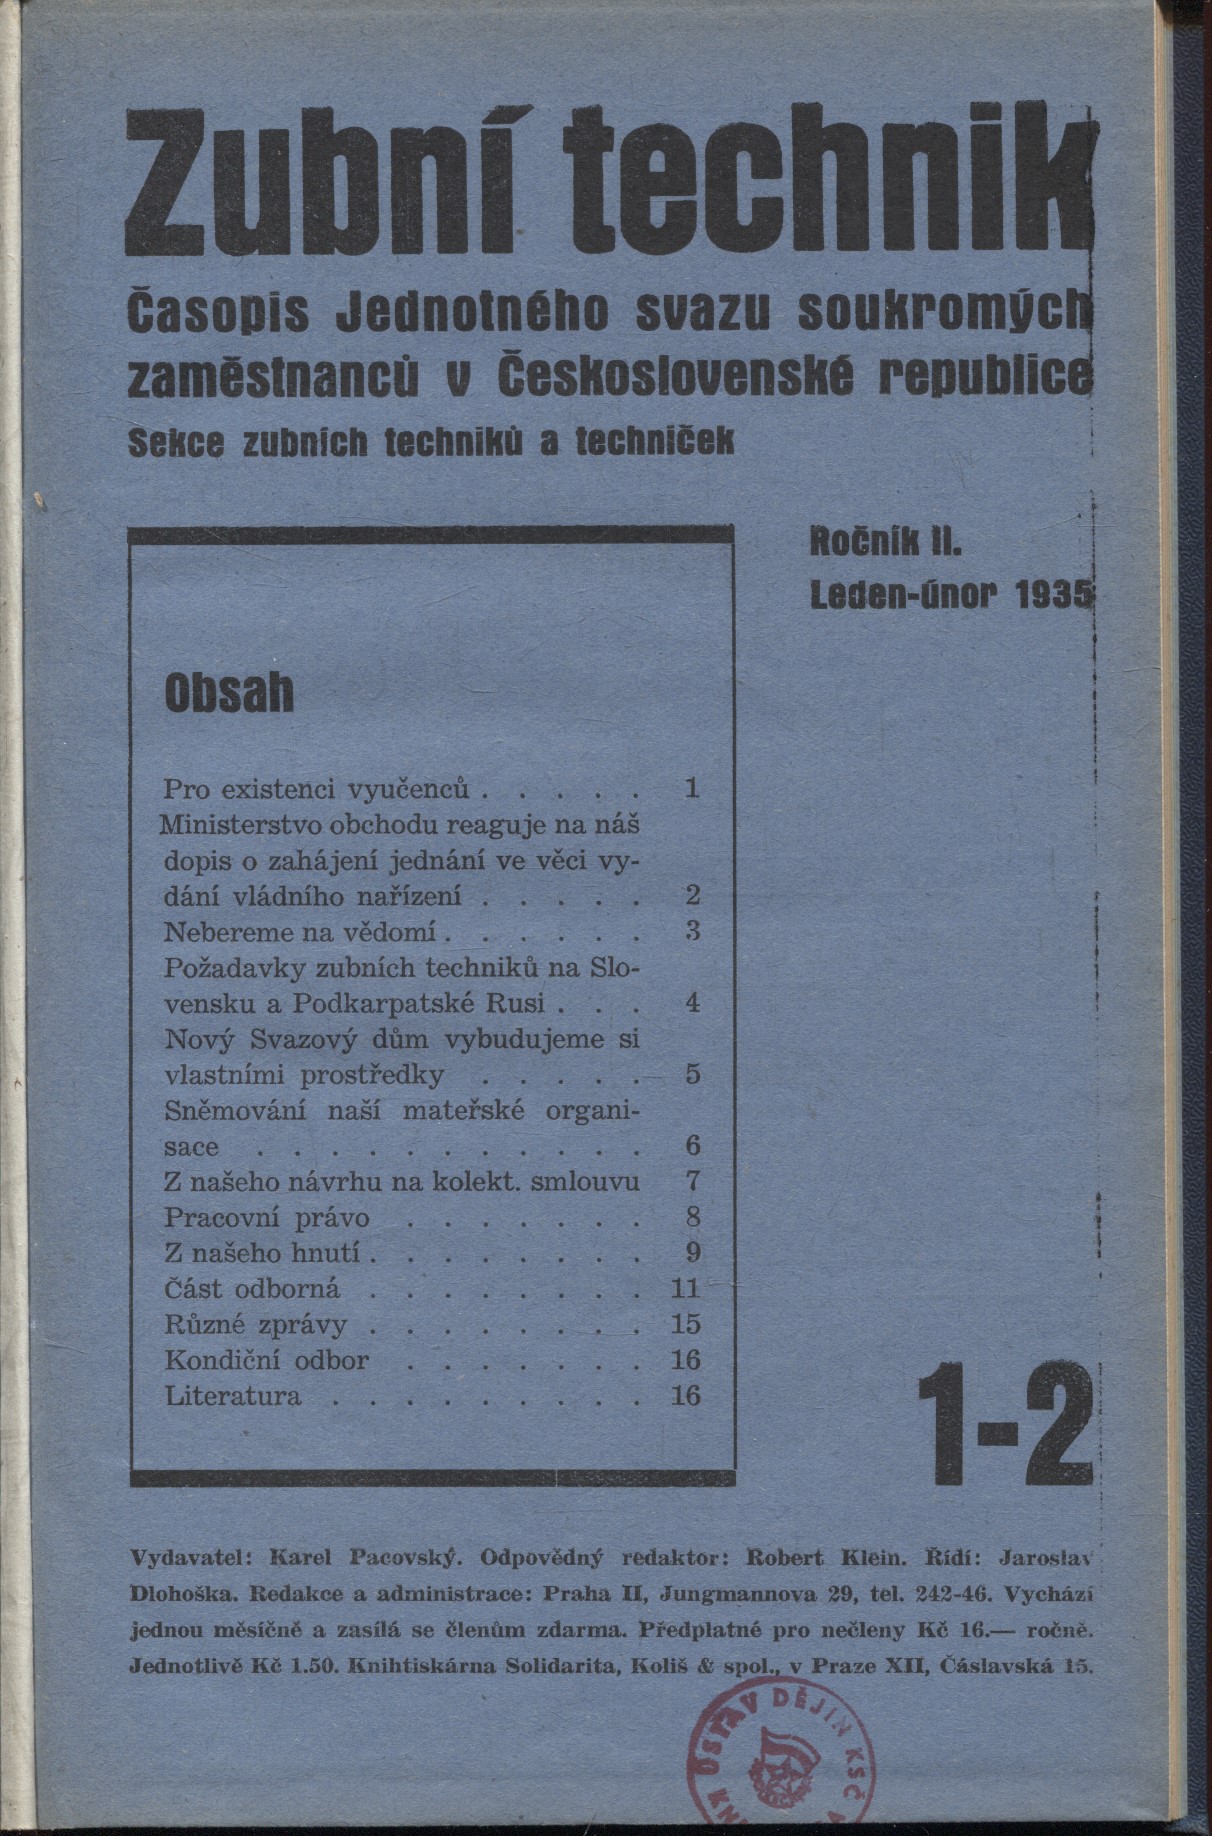 Zubní technik
Časopis Jednotného svazu soukromých
zaměstnanců v Československé republice
Sekce zubních techniků a techniček
Ročník II.
Leden-únor 1935
Obsah
Pro existenci vyučenců . . . . . 1
Ministerstvo obchodu reaguje na náš
dopis o zahájení jednání ve věci vy-
dání vládního nařízení . . . . . 2
Nebereme na vědomí . . . . . . 3
Požadavky zubních techniků na Slo-
vensku a Podkarpatské Rusi . . . 4
Nový Svazový dům vybudujeme si
vlastními prostředky . . . . . 5
Sněmování naší mateřské organi-
sace . . . . . . . . . . . 6
Z našeho návrhu na kolekt. smlouvu 7
Pracovní právo . . . . . . . 8
Z našeho hnutí . . . . . . . . 9
Část odborná . . . . . . . . 11
Různé zprávy . . . . . . . . 15
Kondiční odbor . . . . . . . 16
Literatura . . . . . . . . . 16
1-2
Vydavatel: Karel Pacovský. Odpovědný redaktor: Robert Klein. Řídí: Jaroslav
Dlohoška. Redakce a administrace: Praha II, Jungmannova 29, tel. 242-46. Vychází
jednou měsíčně a zasílá se členům zdarma. Předplatné pro nečleny Kč 16.— ročně.
Jednotlivě Kč 1.50. Knihtiskárna Solidarita, Koliš & spol., v Praze XII, Čáslavská 15.
ÚSTAV DĚJIN KSČ